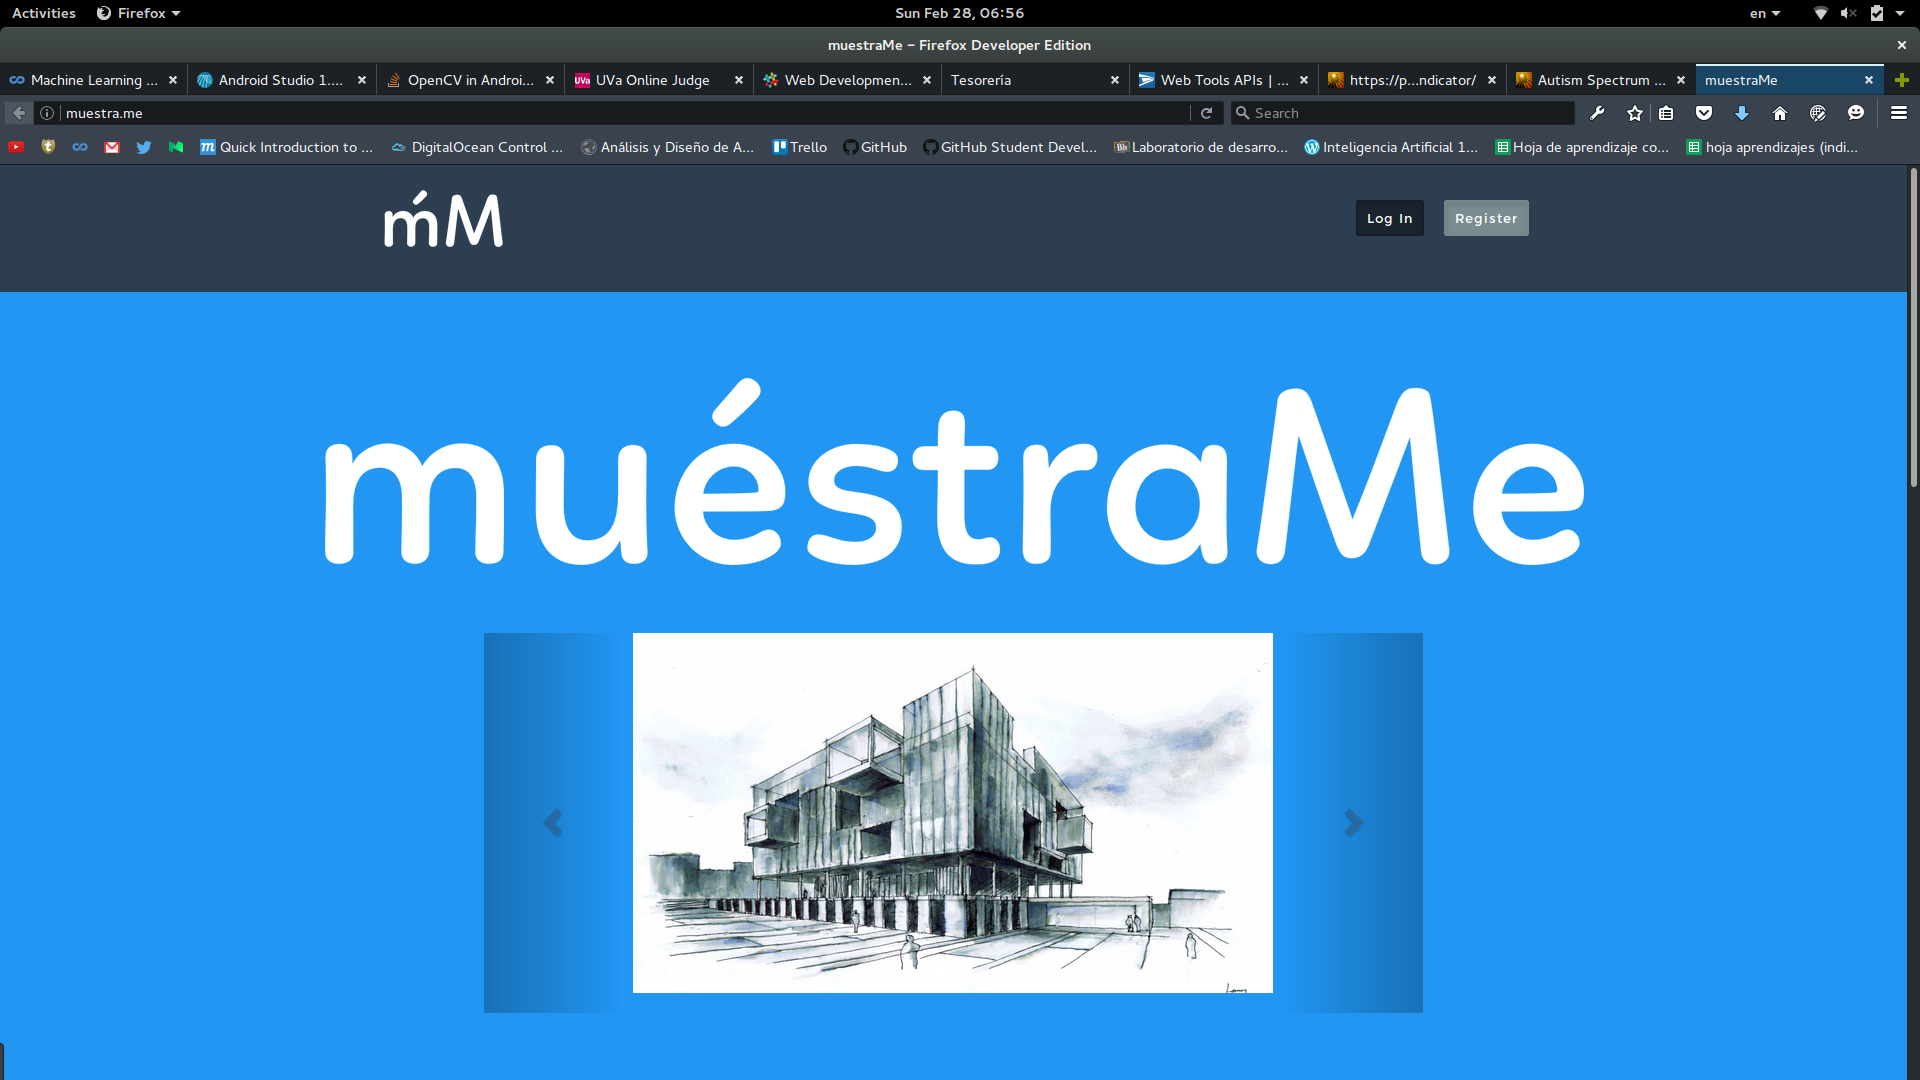 Activities Firefox Sun Feb 28, 06:56 en
muestraMe – Firefox Developer Edition
Machine Learning ... Android Studio 1.... OpenCV in Androi... UVa UVa Online Judge Web Developmen... Tesorería Web Tools APIs | ... https://p...ndicator/ Autism Spectrum ... muestraMe
muestra.me Search
Quick Introduction to ... DigitalOcean Control ... Análisis y Diseño de A... Trello GitHub GitHub Student Devel... Bb Laboratorio de desarro... Inteligencia Artificial 1... Hoja de aprendizaje co... hoja aprendizajes (indi...
ḿM Log In Register
muéstraMe